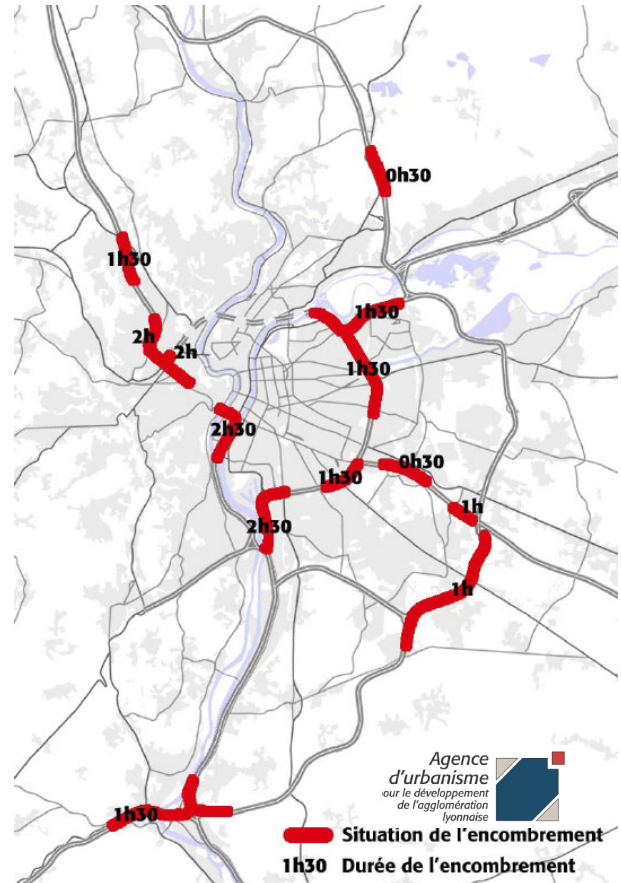 0h30
1h30
1h30
2h
2h
1h30
2h30
1h30
0h30
1h
2h30
1h
1h30
Agence
d'urbanisme
pour le développement
de l'agglomération
lyonnaise
Situation de l'encombrement
1h30 Durée de l'encombrement